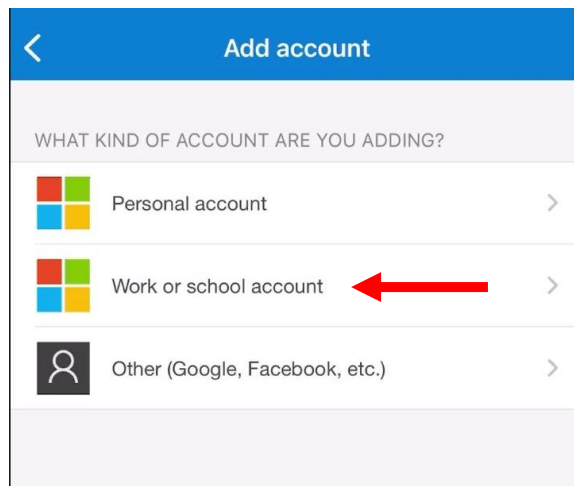 Add account
WHAT KIND OF ACCOUNT ARE YOU ADDING?
Personal account
Work or school account
Other (Google, Facebook, etc.)